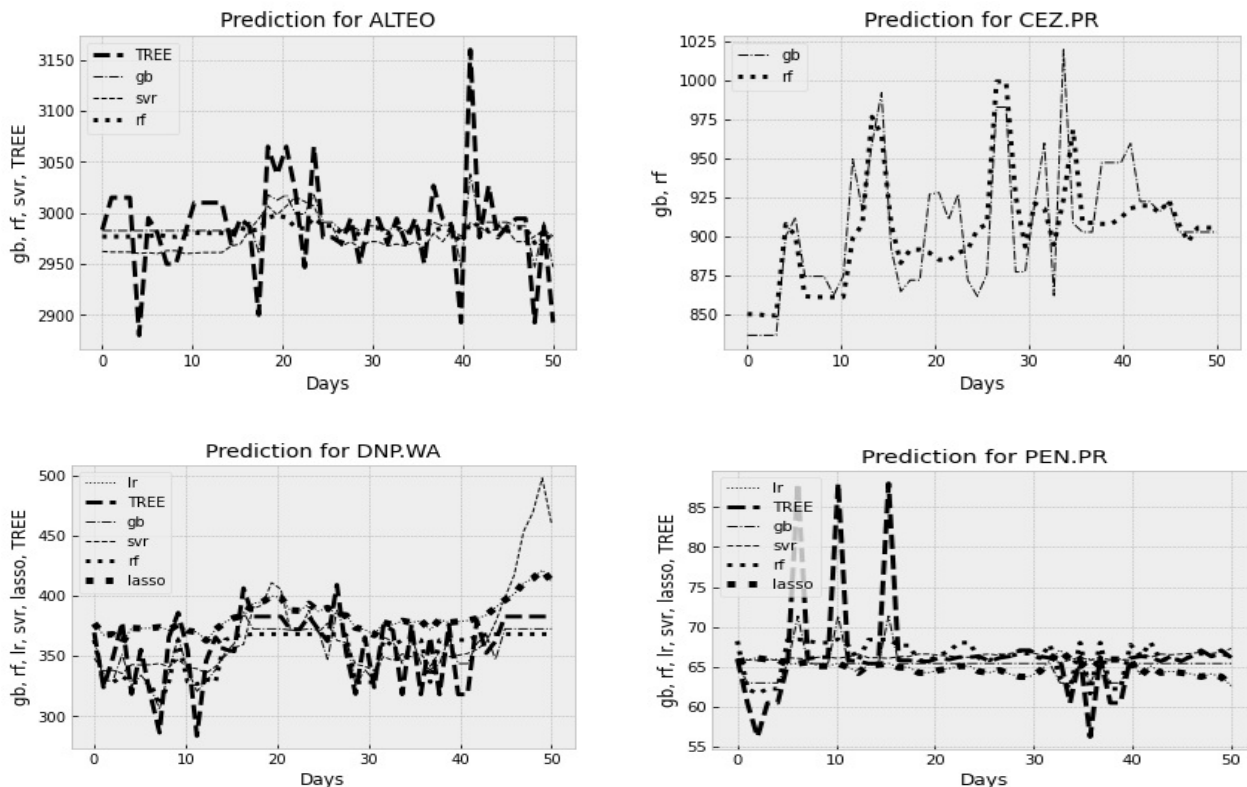 Prediction for ALTEO
gb, rf, svr, TREE
3150
3100
3050
3000
2950
2900
TREE
gb
svr
rf
0 10 20 30 40 50
Days
Prediction for CEZ.PR
gb, rf
1025
1000
975
950
925
900
875
850
gb
rf
0 10 20 30 40 50
Days
Prediction for DNP.WA
gb, rf, lr, svr, lasso, TREE
500
450
400
350
300
lr
TREE
gb
svr
rf
lasso
0 10 20 30 40 50
Days
Prediction for PEN.PR
gb, rf, lr, svr, lasso, TREE
85
80
75
70
65
60
55
lr
TREE
gb
svr
rf
lasso
0 10 20 30 40 50
Days